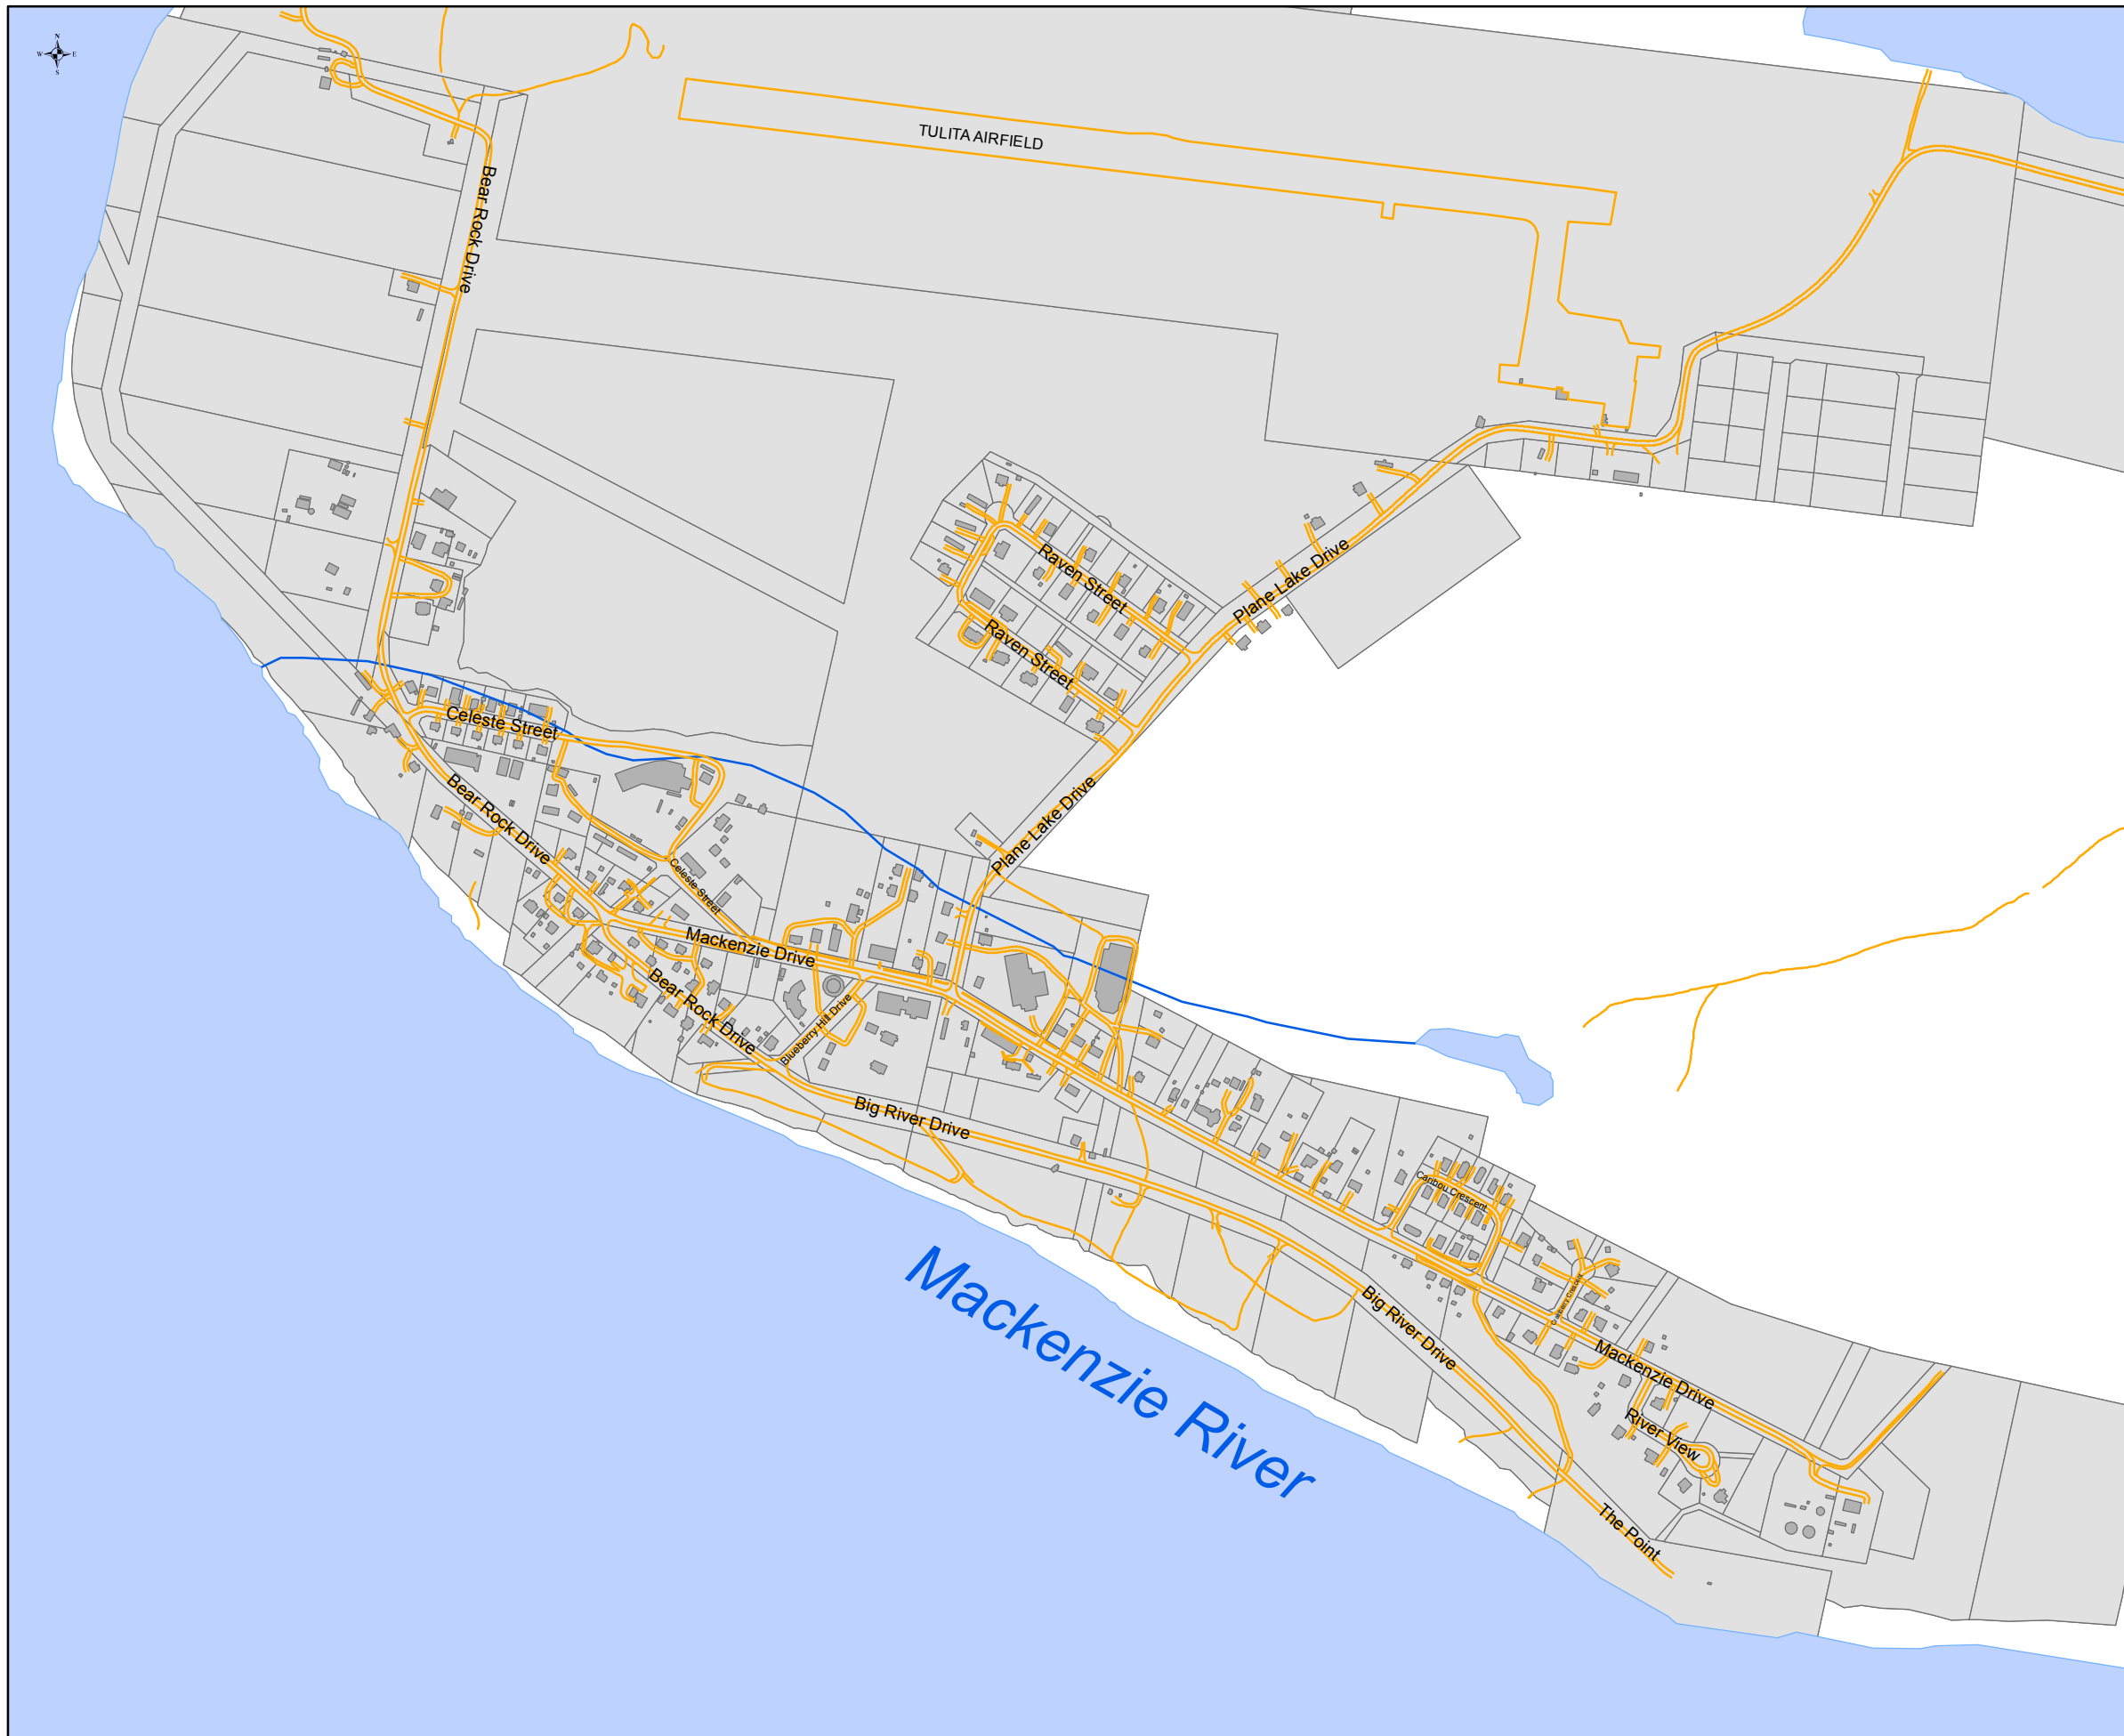 N
W E
S
TULITA AIRFIELD
Bear Rock Drive
Raven Street
Plane Lake Drive
Raven Street
Celeste Street
Bear Rock Drive
Plane Lake Drive
Celeste Street
Mackenzie Drive
Bear Rock Drive
Blueberry Hill Drive
Big River Drive
Caribou Crescent
Mackenzie River
Big River Drive
Crescent
Mackenzie Drive
River View
The Point